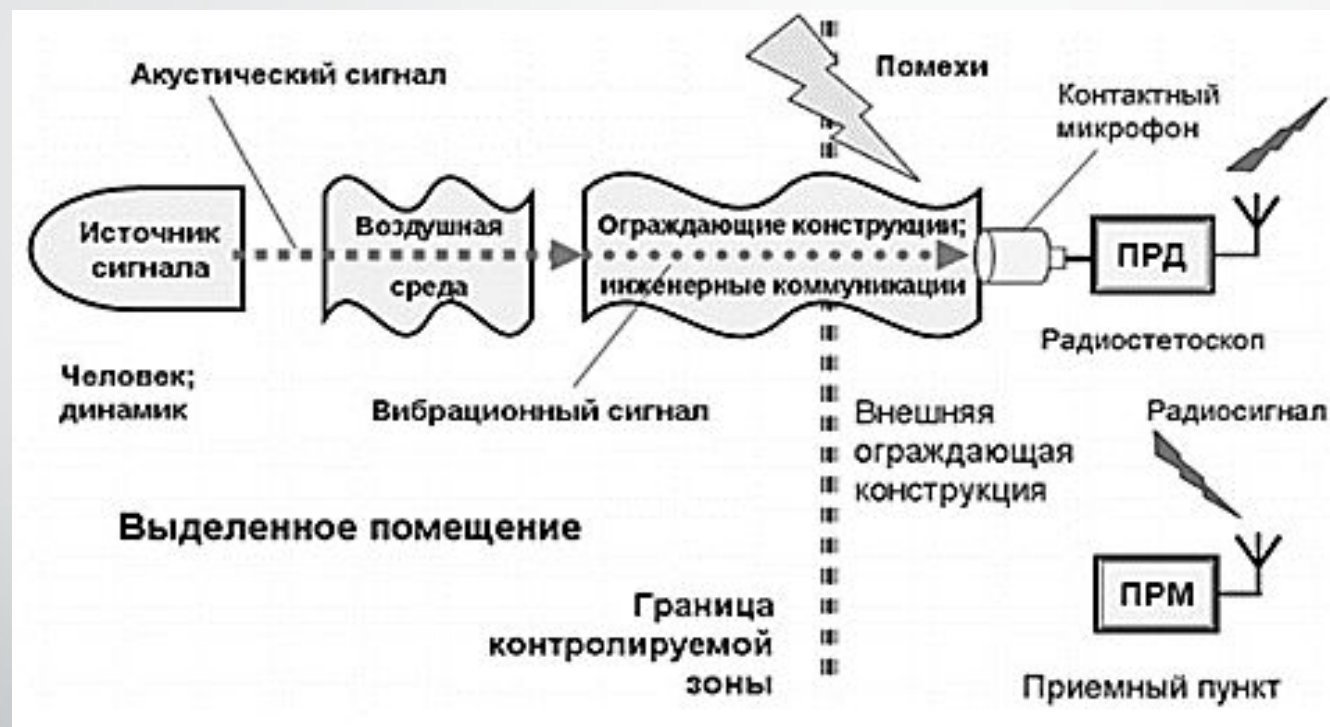 Акустический сигнал
Помехи
Контактный
микрофон
Источник
сигнала
Воздушная
среда
Ограждающие конструкции;
инженерные коммуникации
ПРД
Радиостетоскоп
Человек;
динамик
Вибрационный сигнал
Внешняя
ограждающая
конструкция
Радиосигнал
Выделенное помещение
Граница
контролируемой
зоны
ПРМ
Приемный пункт